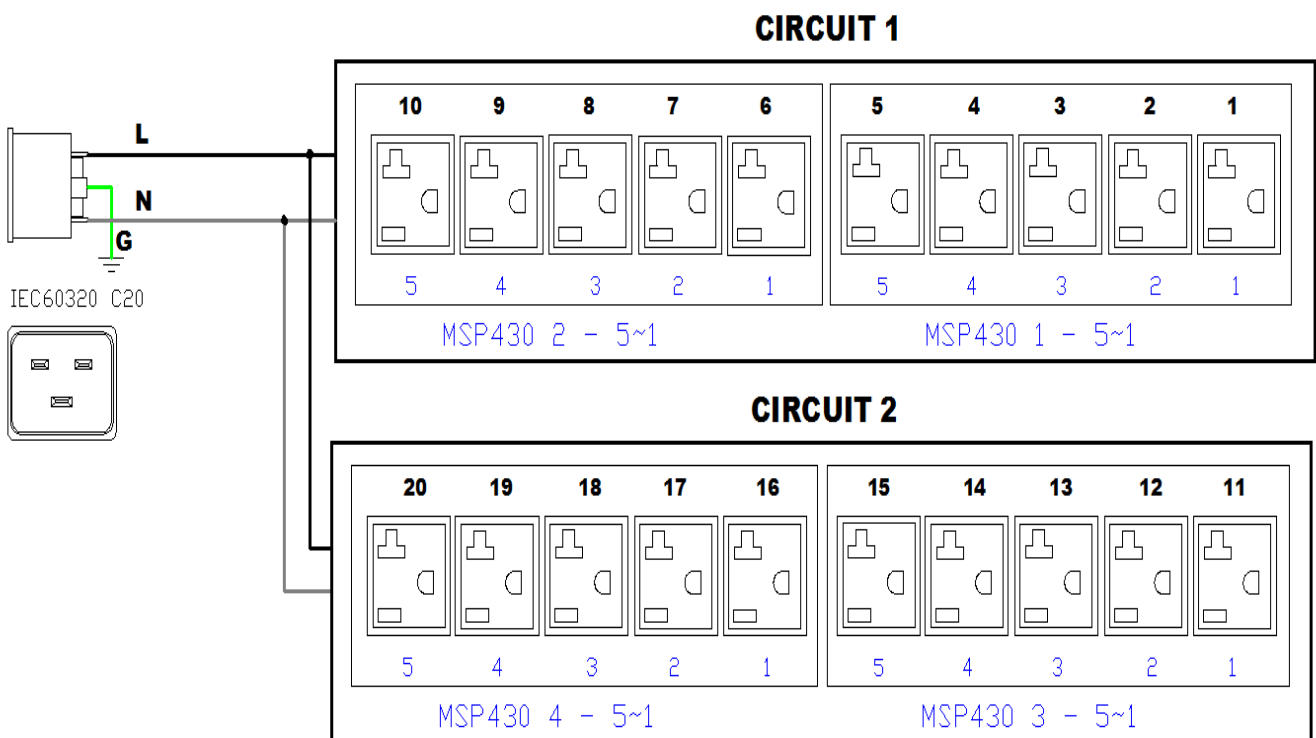 CIRCUIT 1
10 9 8 7 6 5 4 3 2 1
L
N
G
5 4 3 2 1 5 4 3 2 1
IEC60320 C20
MSP430 2 - 5~1 MSP430 1 - 5~1
CIRCUIT 2
20 19 18 17 16 15 14 13 12 11
5 4 3 2 1 5 4 3 2 1
MSP430 4 - 5~1 MSP430 3 - 5~1